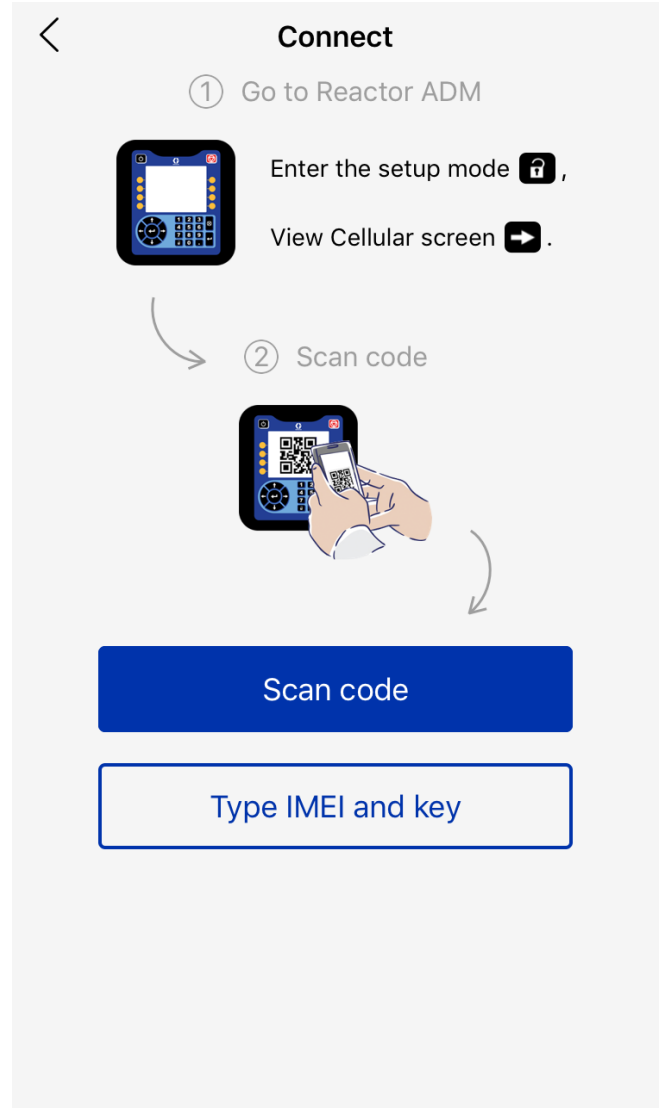 Connect
1 Go to Reactor ADM
Enter the setup mode ,
View Cellular screen .
2 Scan code
Scan code
Type IMEI and key